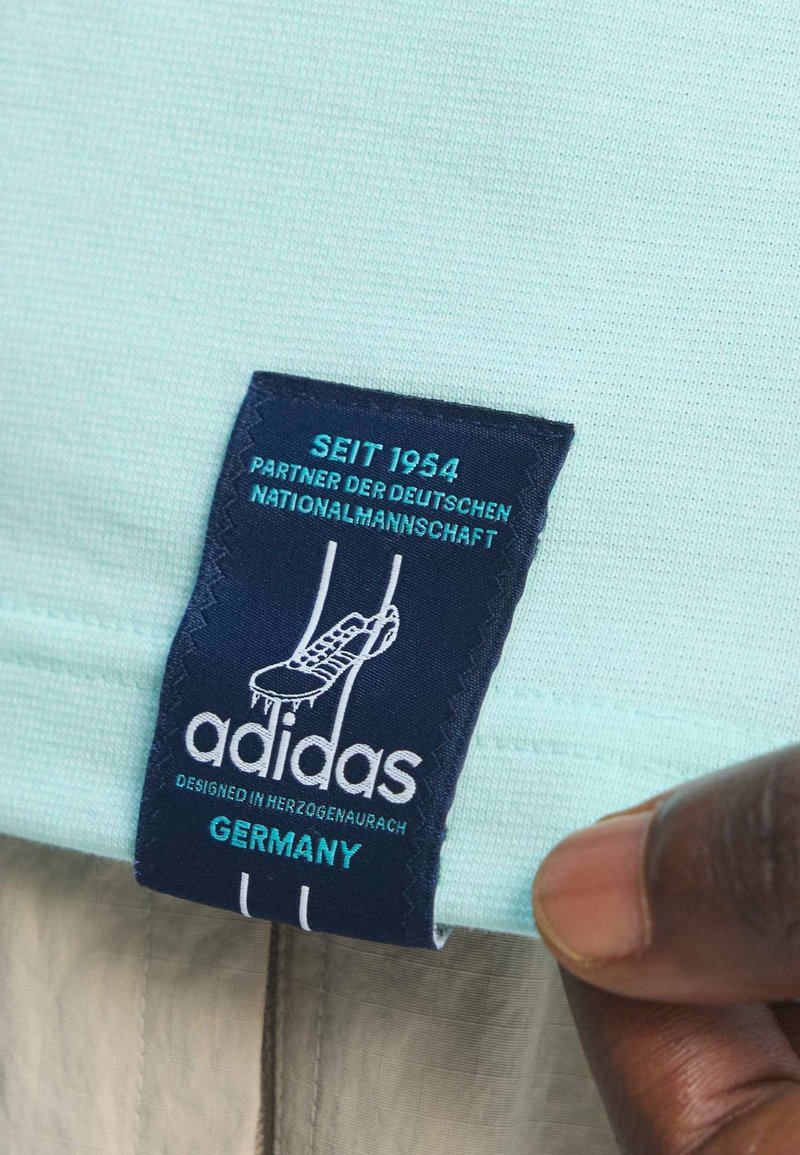 SEIT 1954
PARTNER DER DEUTSCHEN
NATIONALMANNSCHAFT
adidas
DESIGNED IN HERZOGENAURACH
GERMANY